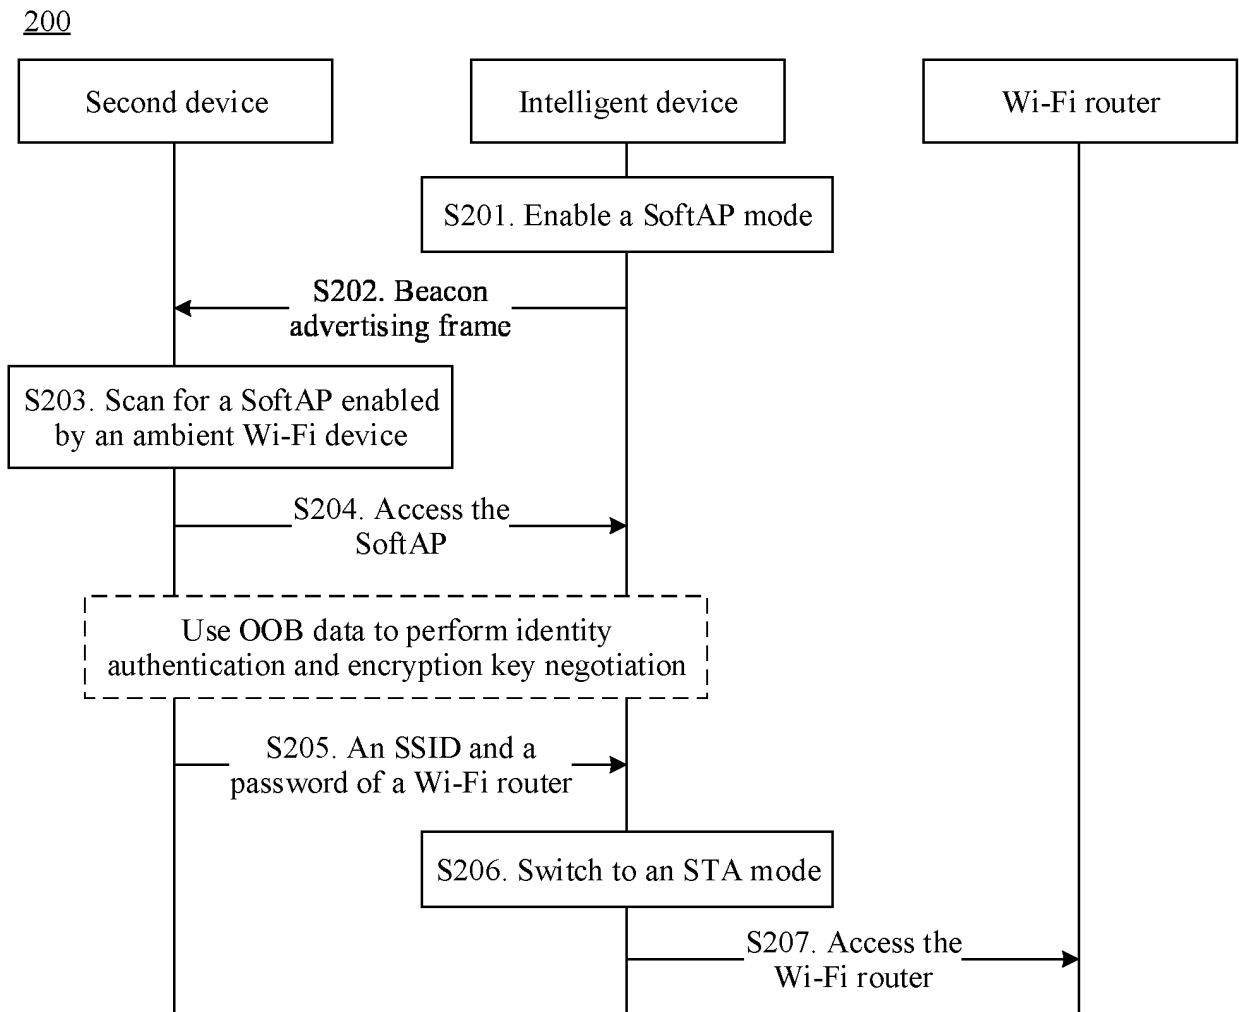 200
Second device
Intelligent device
Wi-Fi router
S201. Enable a SoftAP mode
S202. Beacon
advertising frame
S203. Scan for a SoftAP enabled
by an ambient Wi-Fi device
S204. Access the
SoftAP
Use OOB data to perform identity
authentication and encryption key negotiation
S205. An SSID and a
password of a Wi-Fi router
S206. Switch to an STA mode
S207. Access the
Wi-Fi router